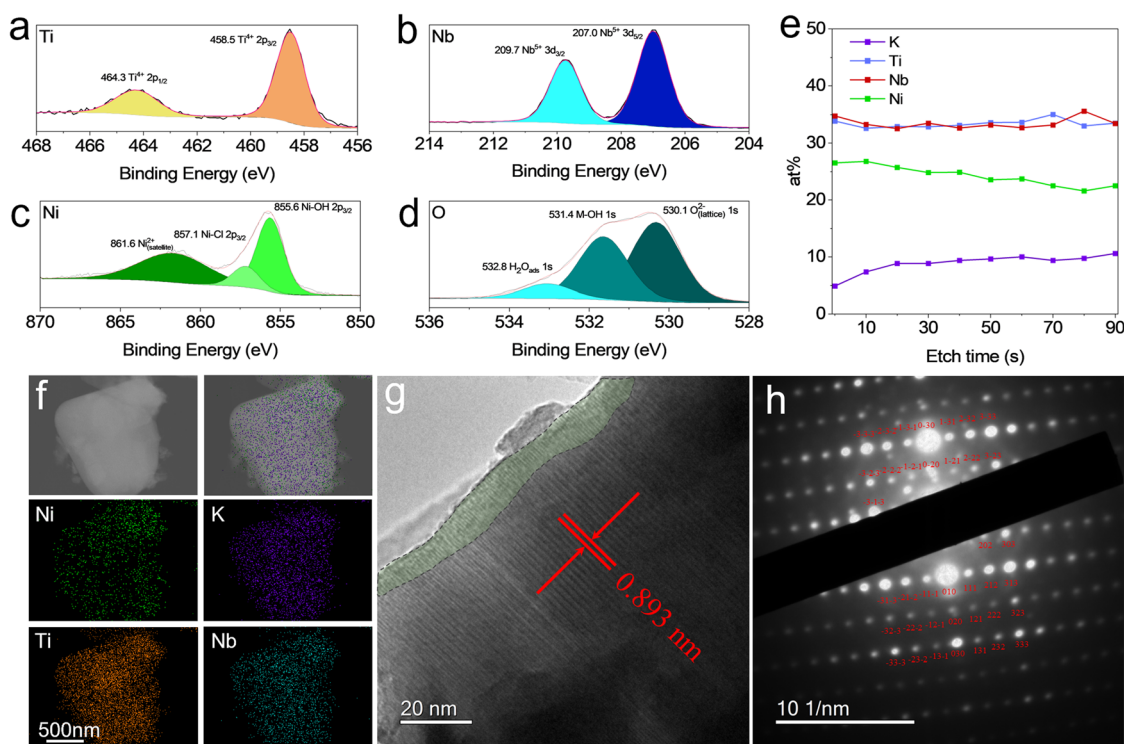 a
Ti
458.5 Ti⁴⁺ 2p₃/₂
464.3 Ti⁴⁺ 2p₁/₂
468 466 464 462 460 458 456
Binding Energy (eV)
b
Nb
207.0 Nb⁵⁺ 3d₅/₂
209.7 Nb⁵⁺ 3d₃/₂
214 212 210 208 206 204
Binding Energy (eV)
c
Ni
855.6 Ni-OH 2p₃/₂
857.1 Ni-Cl 2p₃/₂
861.6 Ni²⁺(satellite)
870 865 860 855 850
Binding Energy (eV)
d
O
531.4 M-OH 1s
530.1 O²⁻(lattice) 1s
532.8 H₂Oads 1s
536 534 532 530 528
Binding Energy (eV)
e
50
40
30
20
10
0
at%
K
Ti
Nb
Ni
10 30 50 70 90
Etch time (s)
f
Ni
K
Ti
Nb
500nm
g
0.893 nm
20 nm
h
10 1/nm